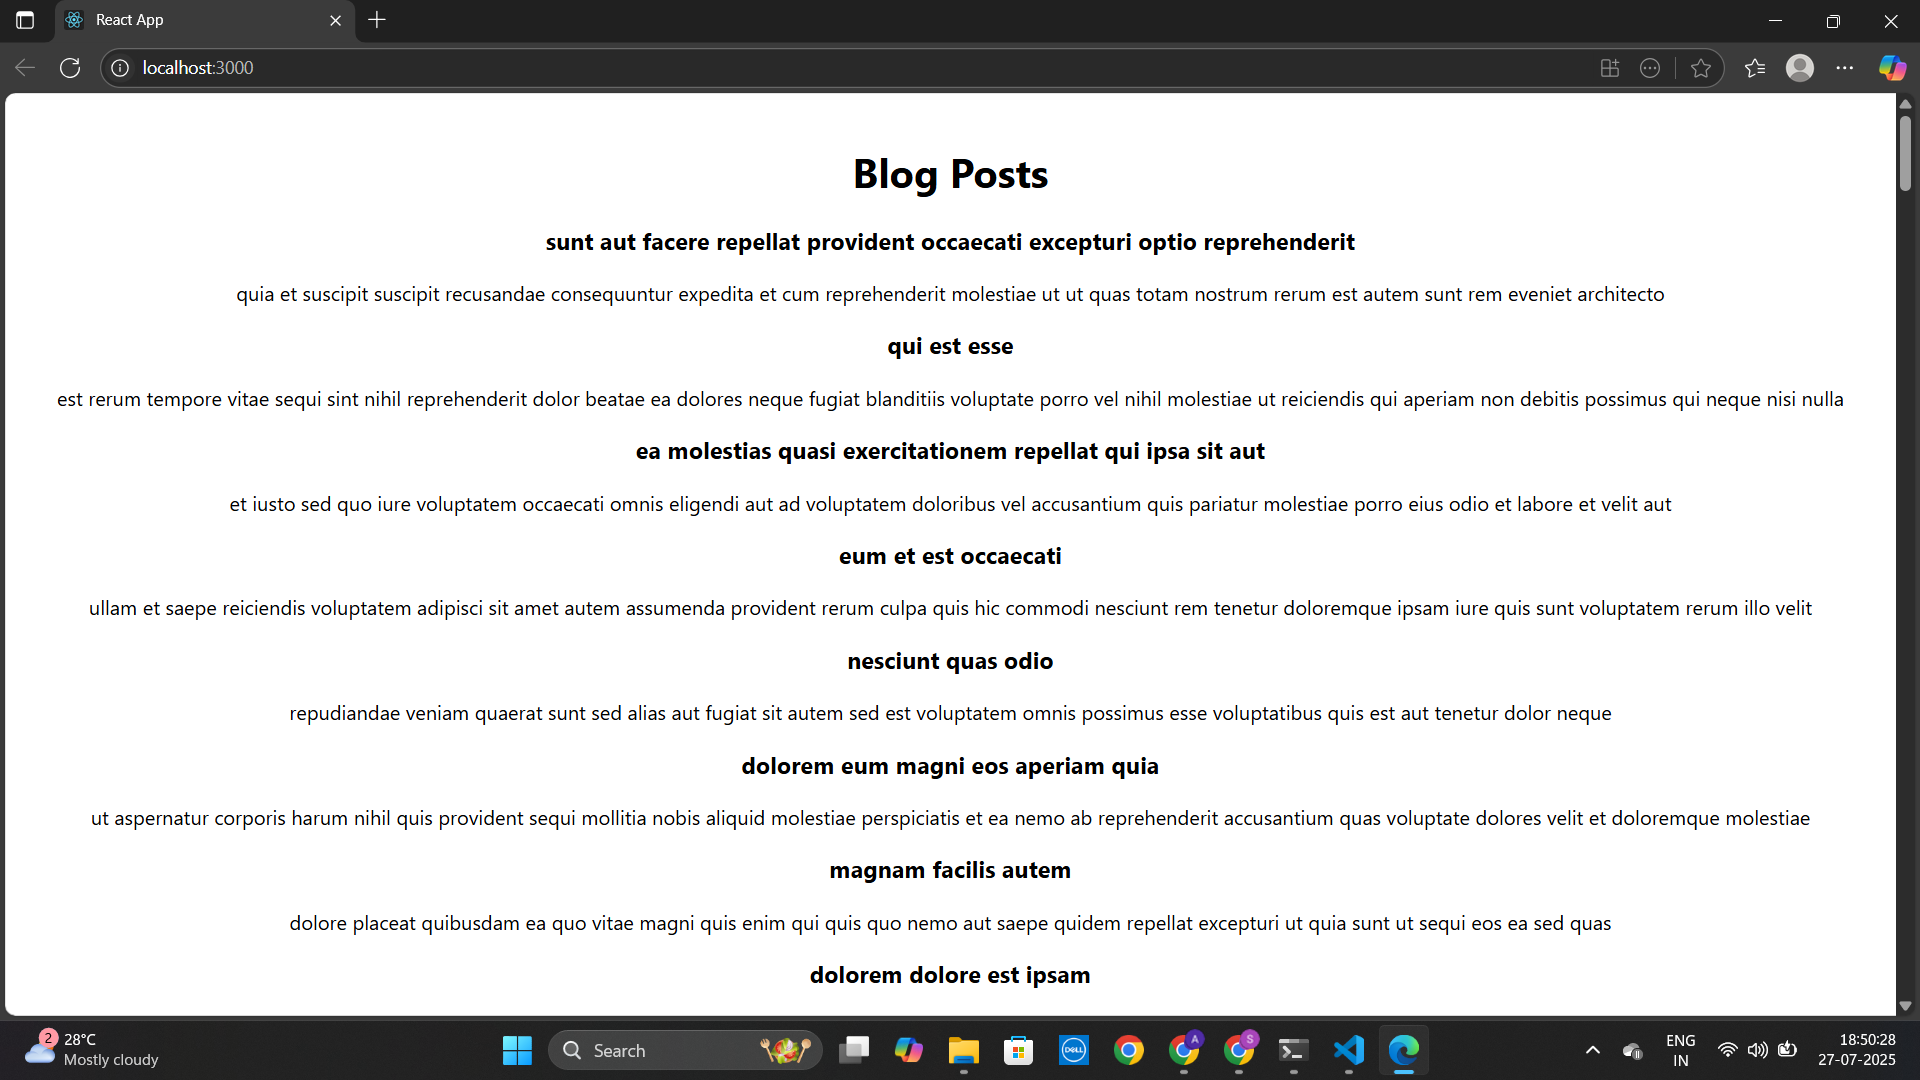 React App
localhost:3000
Blog Posts
sunt aut facere repellat provident occaecati excepturi optio reprehenderit
quia et suscipit suscipit recusandae consequuntur expedita et cum reprehenderit molestiae ut ut quas totam nostrum rerum est autem sunt rem eveniet architecto
qui est esse
est rerum tempore vitae sequi sint nihil reprehenderit dolor beatae ea dolores neque fugiat blanditiis voluptate porro vel nihil molestiae ut reiciendis qui aperiam non debitis possimus qui neque nisi nulla
ea molestias quasi exercitationem repellat qui ipsa sit aut
et iusto sed quo iure voluptatem occaecati omnis eligendi aut ad voluptatem doloribus vel accusantium quis pariatur molestiae porro eius odio et labore et velit aut
eum et est occaecati
ullam et saepe reiciendis voluptatem adipisci sit amet autem assumenda provident rerum culpa quis hic commodi nesciunt rem tenetur doloremque ipsam iure quis sunt voluptatem rerum illo velit
nesciunt quas odio
repudiandae veniam quaerat sunt sed alias aut fugiat sit autem sed est voluptatem omnis possimus esse voluptatibus quis est aut tenetur dolor neque
dolorem eum magni eos aperiam quia
ut aspernatur corporis harum nihil quis provident sequi mollitia nobis aliquid molestiae perspiciatis et ea nemo ab reprehenderit accusantium quas voluptate dolores velit et doloremque molestiae
magnam facilis autem
dolore placeat quibusdam ea quo vitae magni quis enim qui quis quo nemo aut saepe quidem repellat excepturi ut quia sunt ut sequi eos ea sed quas
dolorem dolore est ipsam
2
28°C
Mostly cloudy
Search
DELL
A
S
ENG
IN
18:50:28
27-07-2025